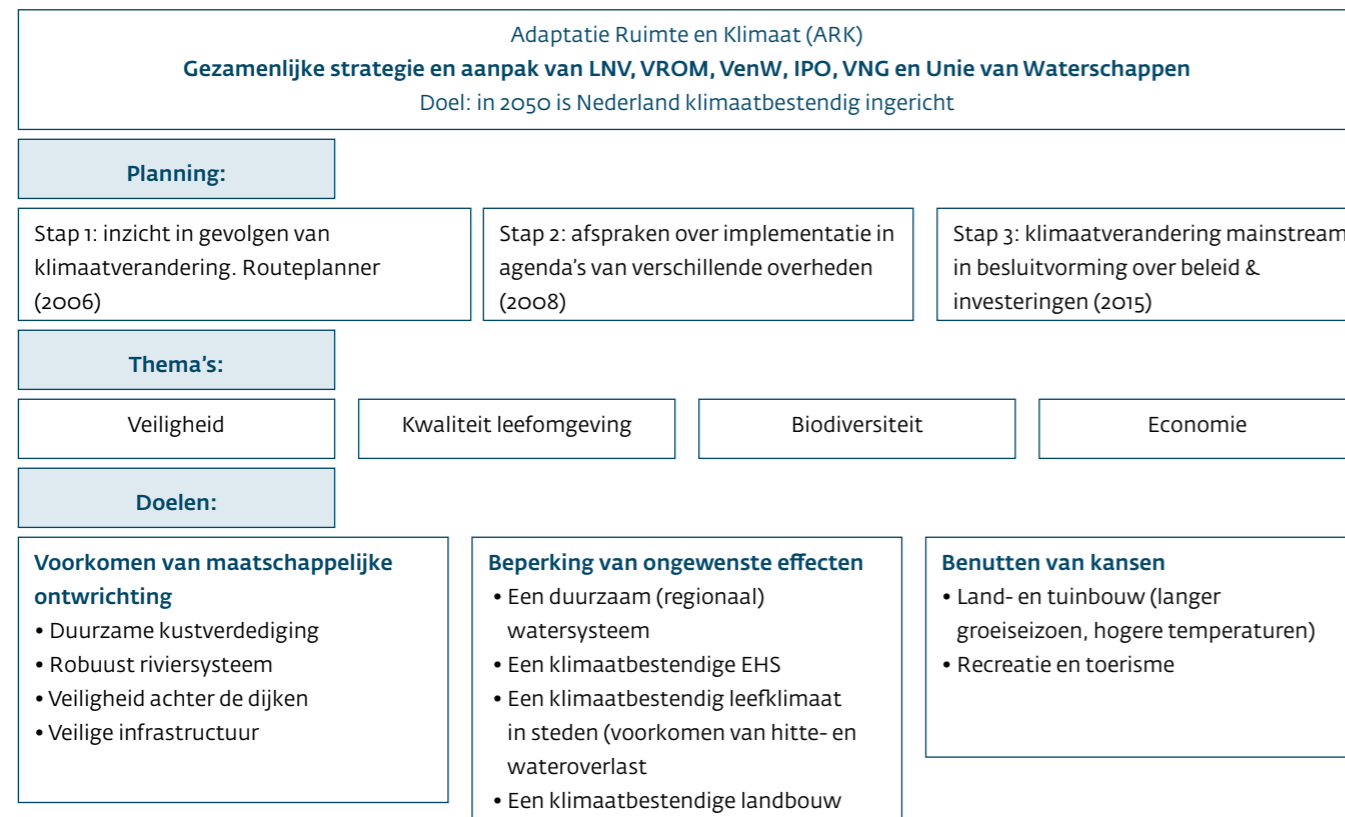 Adaptatie Ruimte en Klimaat (ARK)
Gezamenlijke strategie en aanpak van LNV, VROM, VenW, IPO, VNG en Unie van Waterschappen
Doel: in 2050 is Nederland klimaatbestendig ingericht
Planning:
Stap 1: inzicht in gevolgen van
klimaatverandering. Routeplanner
(2006)
Stap 2: afspraken over implementatie in
agenda's van verschillende overheden
(2008)
Stap 3: klimaatverandering mainstream
in besluitvorming over beleid &
investeringen (2015)
Thema's:
Veiligheid
Kwaliteit leefomgeving
Biodiversiteit
Economie
Doelen:
Voorkomen van maatschappelijke
ontwrichting
• Duurzame kustverdediging
• Robuust riviersysteem
• Veiligheid achter de dijken
• Veilige infrastructuur
Beperking van ongewenste effecten
• Een duurzaam (regionaal)
watersysteem
• Een klimaatbestendige EHS
• Een klimaatbestendig leefklimaat
in steden (voorkomen van hitte- en
wateroverlast
• Een klimaatbestendige landbouw
Benutten van kansen
• Land- en tuinbouw (langer
groeiseizoen, hogere temperaturen)
• Recreatie en toerisme